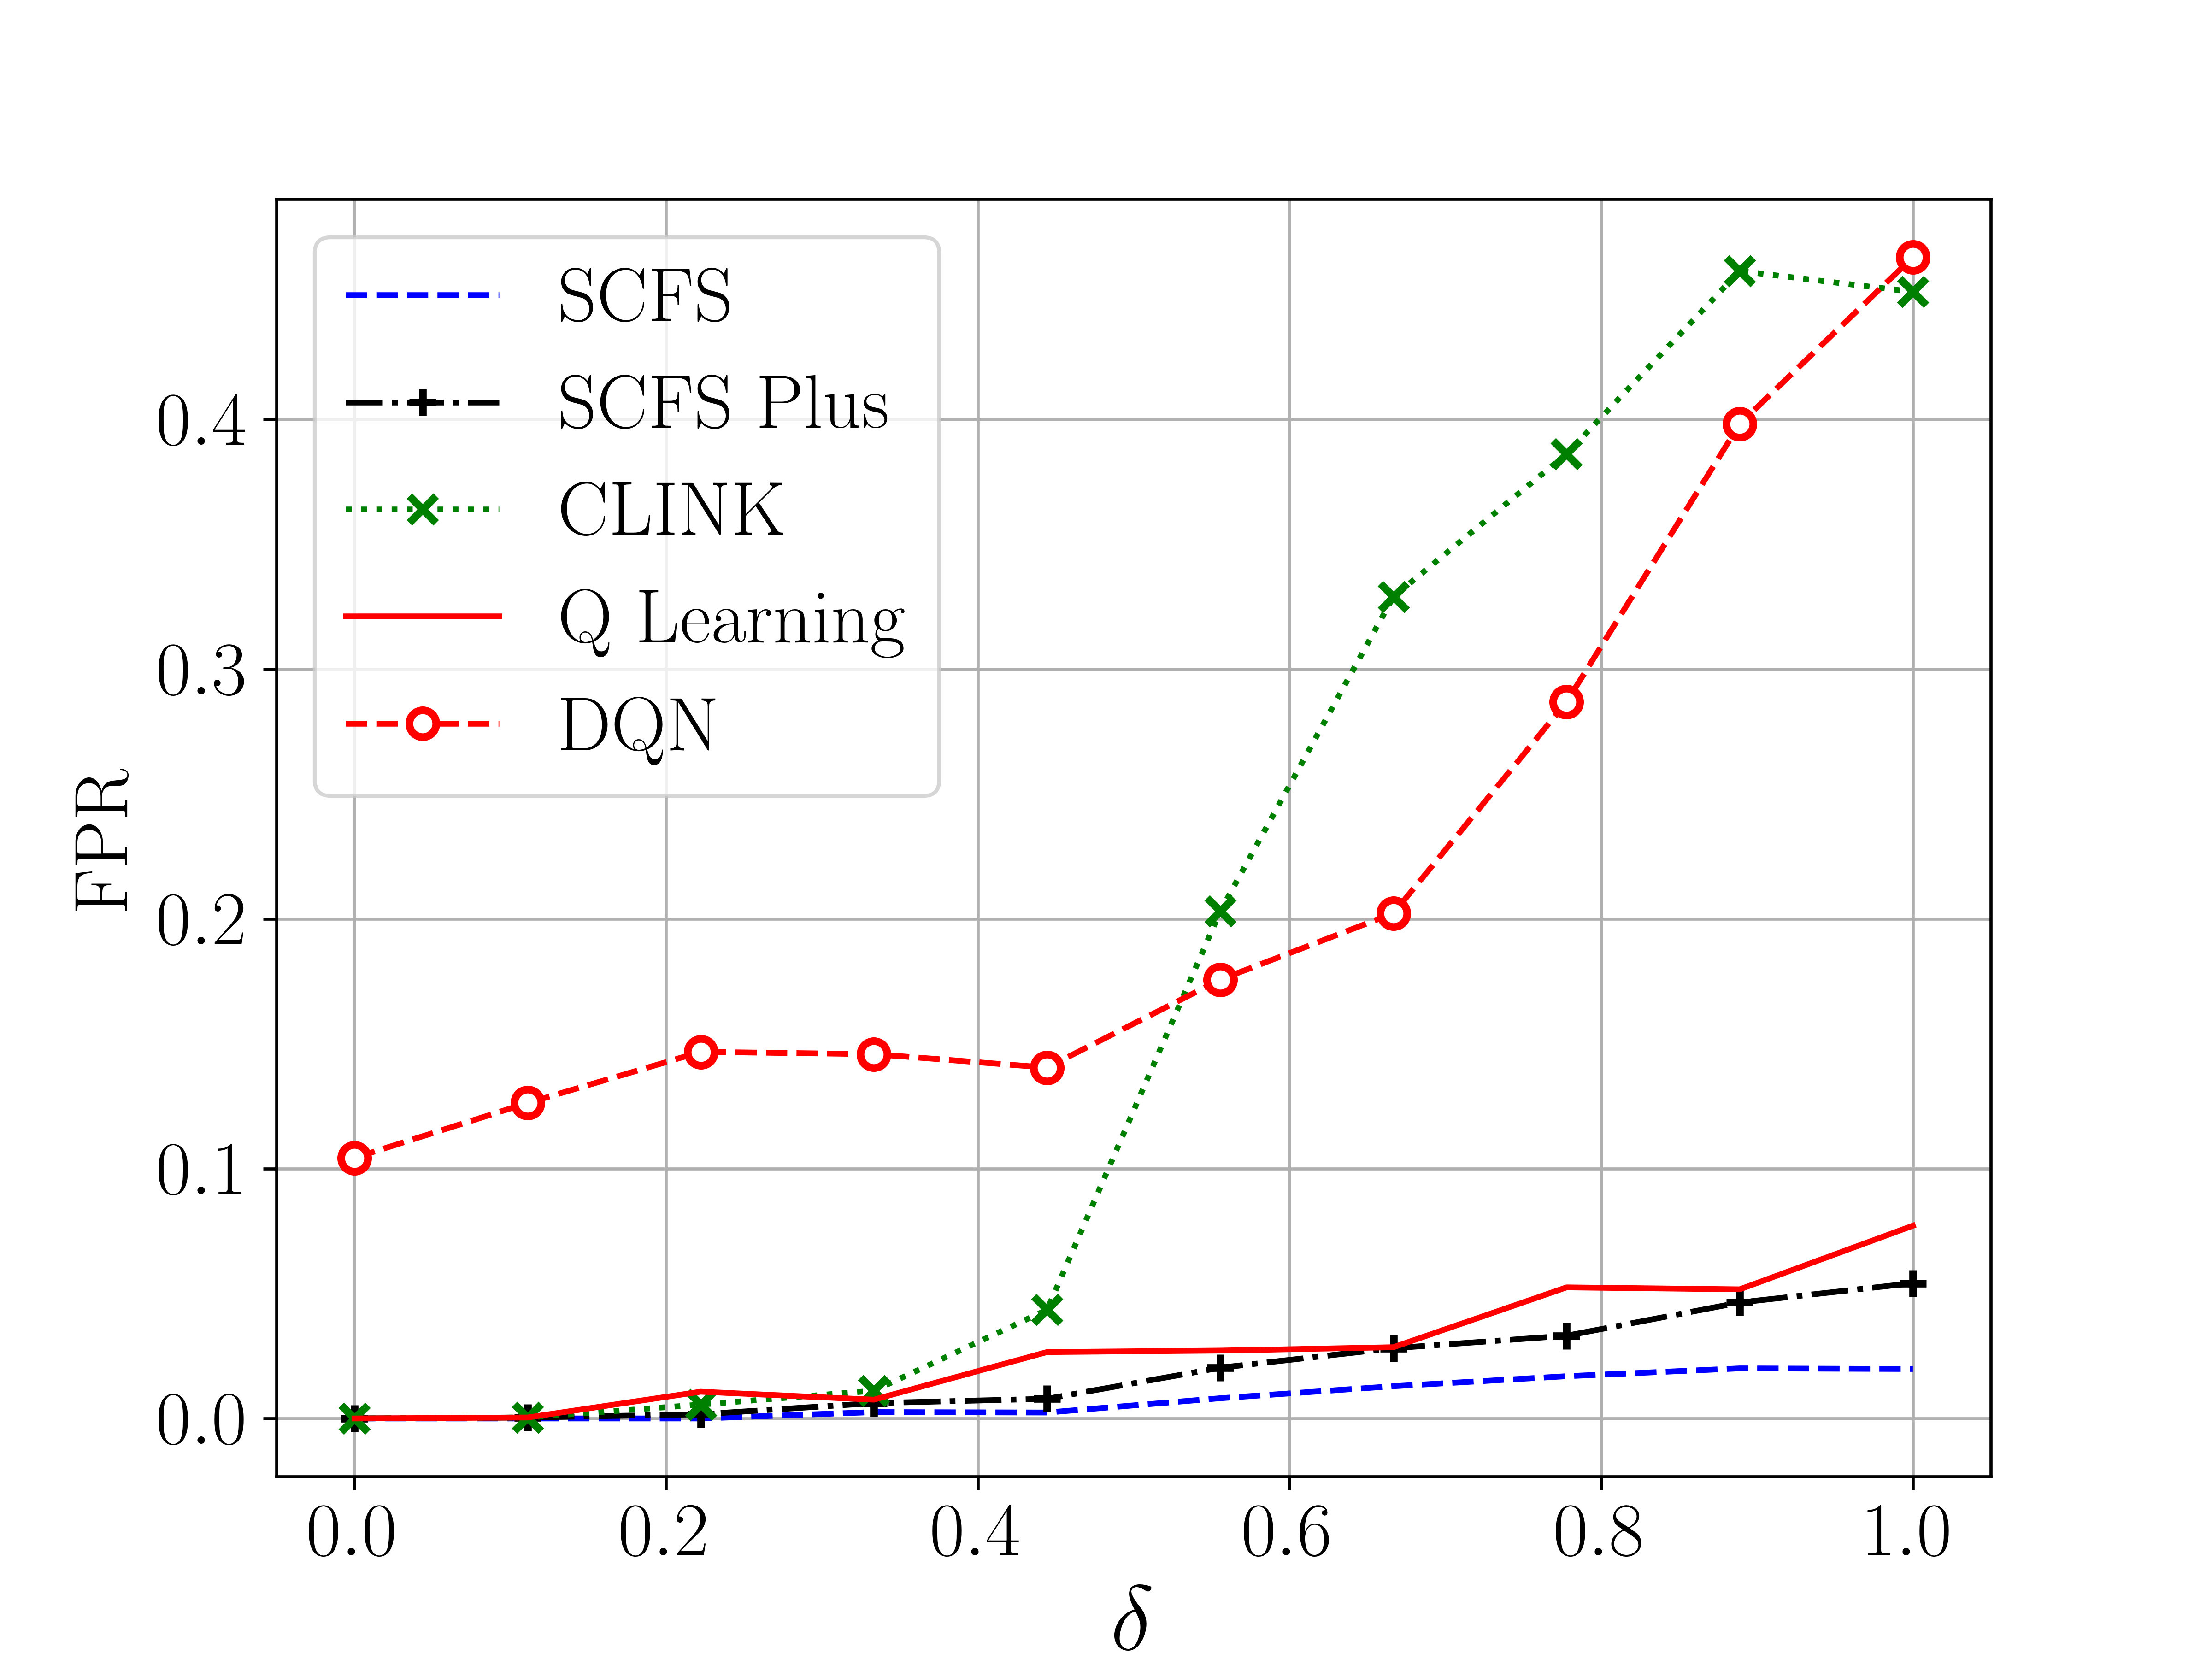 SCFS
SCFS Plus
CLINK
Q Learning
DQN
FPR
0.4
0.3
0.2
0.1
0.0
0.0 0.2 0.4 0.6 0.8 1.0
δ